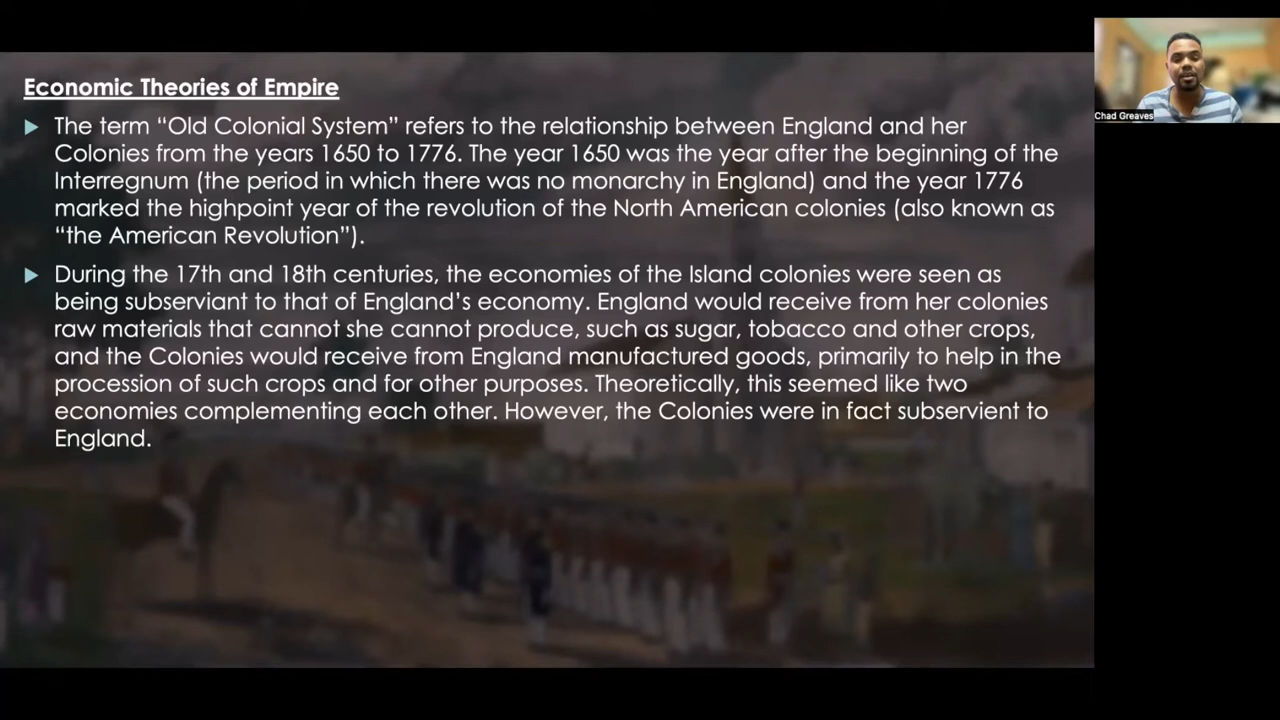 Economic Theories of Empire
The term “Old Colonial System” refers to the relationship between England and her
Colonies from the years 1650 to 1776. The year 1650 was the year after the beginning of the
Interregnum (the period in which there was no monarchy in England) and the year 1776
marked the highpoint year of the revolution of the North American colonies (also known as
“the American Revolution”).
During the 17th and 18th centuries, the economies of the Island colonies were seen as
being subserviant to that of England’s economy. England would receive from her colonies
raw materials that cannot she cannot produce, such as sugar, tobacco and other crops,
and the Colonies would receive from England manufactured goods, primarily to help in the
procession of such crops and for other purposes. Theoretically, this seemed like two
economies complementing each other. However, the Colonies were in fact subservient to
England.
Chad Greaves